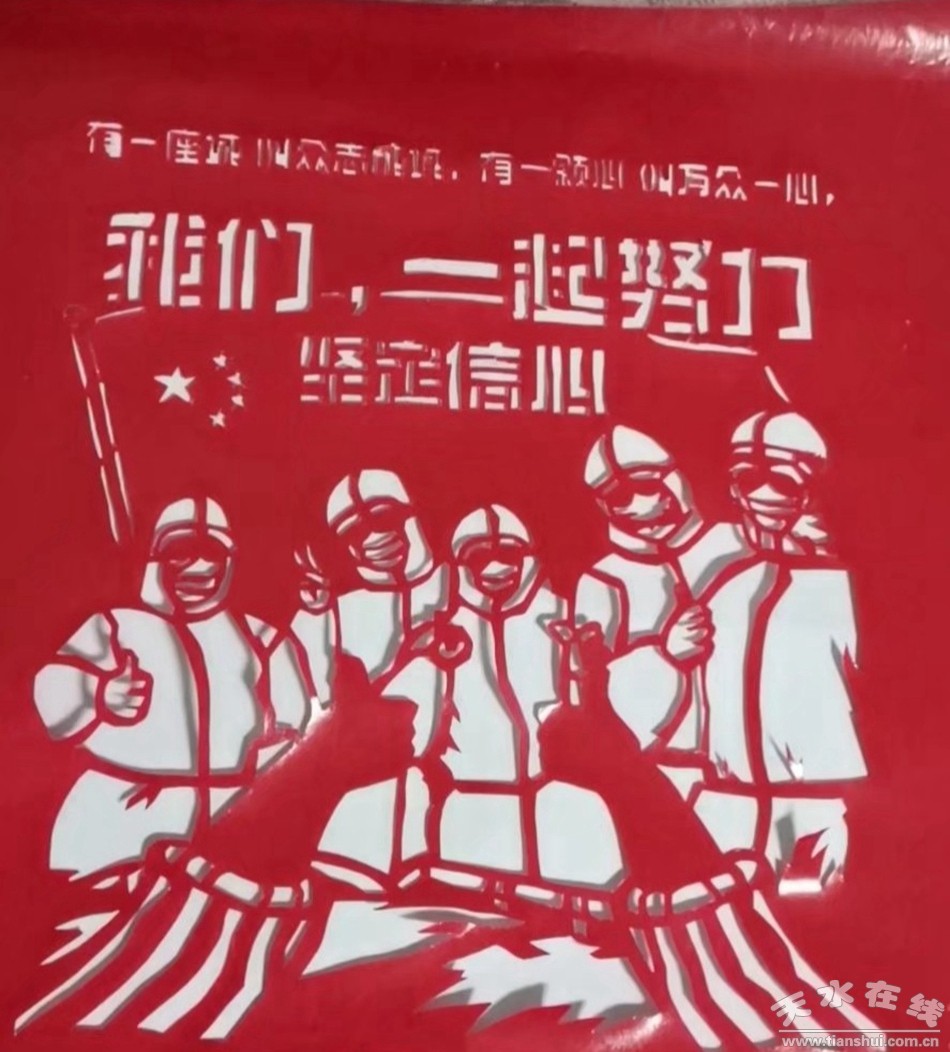 有一座城叫众志成城，有一颗心叫万众一心，
我们，一起努力
坚定信心
天水在线
www.tianshui.com.cn